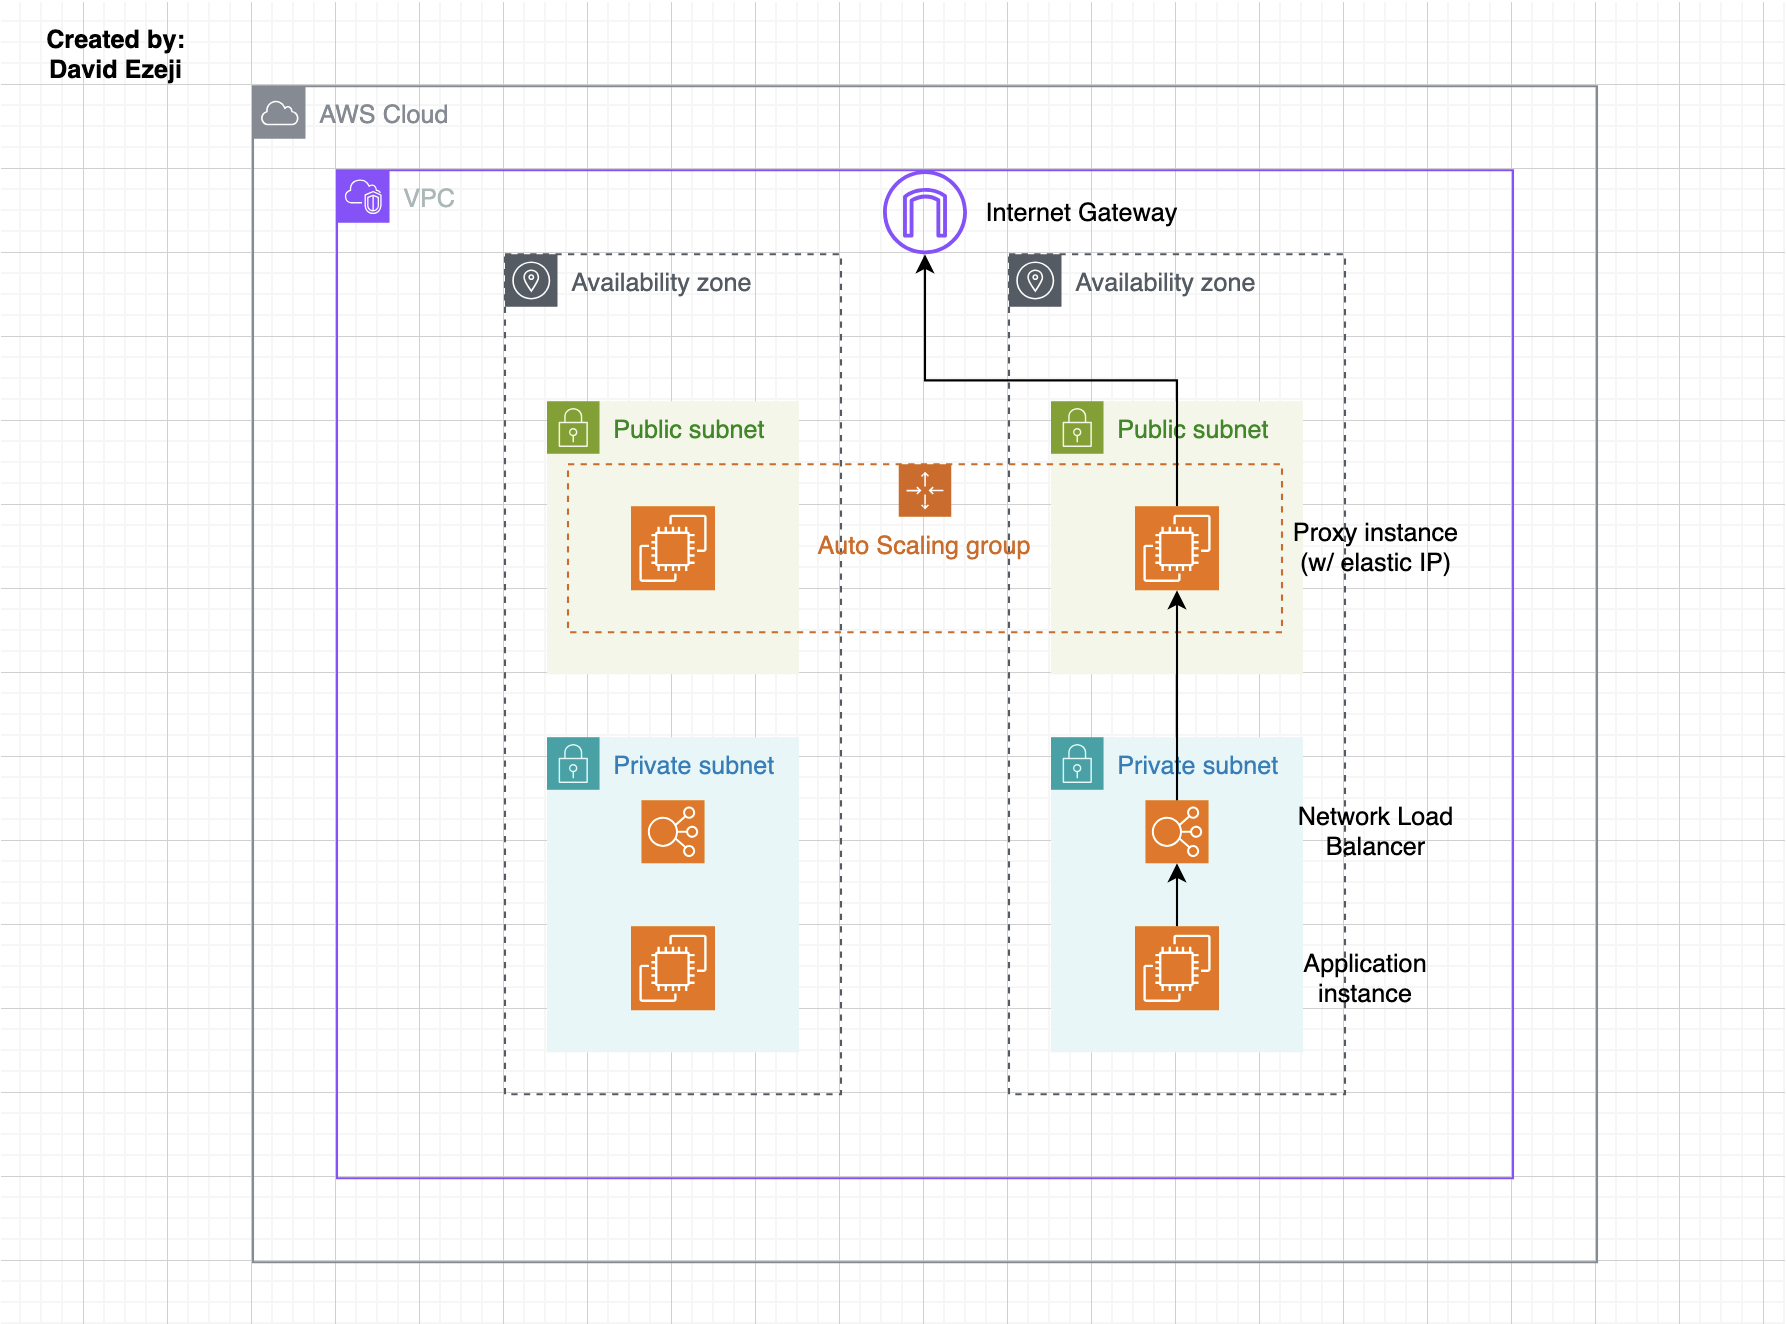 Created by:
David Ezeji
AWS Cloud
VPC
Internet Gateway
Availability zone
Availability zone
Public subnet
Public subnet
Auto Scaling group
Proxy instance
(w/ elastic IP)
Private subnet
Private subnet
Network Load
Balancer
Application
instance